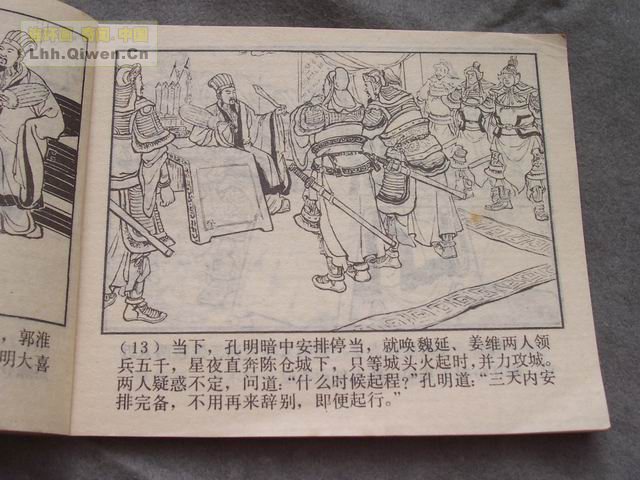 连环画·中国
Lhh.Qiwen.Cn
，郭淮
明大喜
(13) 当下，孔明暗中安排停当，就唤魏延、姜维两人领
兵五千，星夜直奔陈仓城下，只等城头火起时，并力攻城。
两人疑惑不定，问道：“什么时候起程?”孔明道：“三天内安
排完备，不用再来辞别，即便起行。”